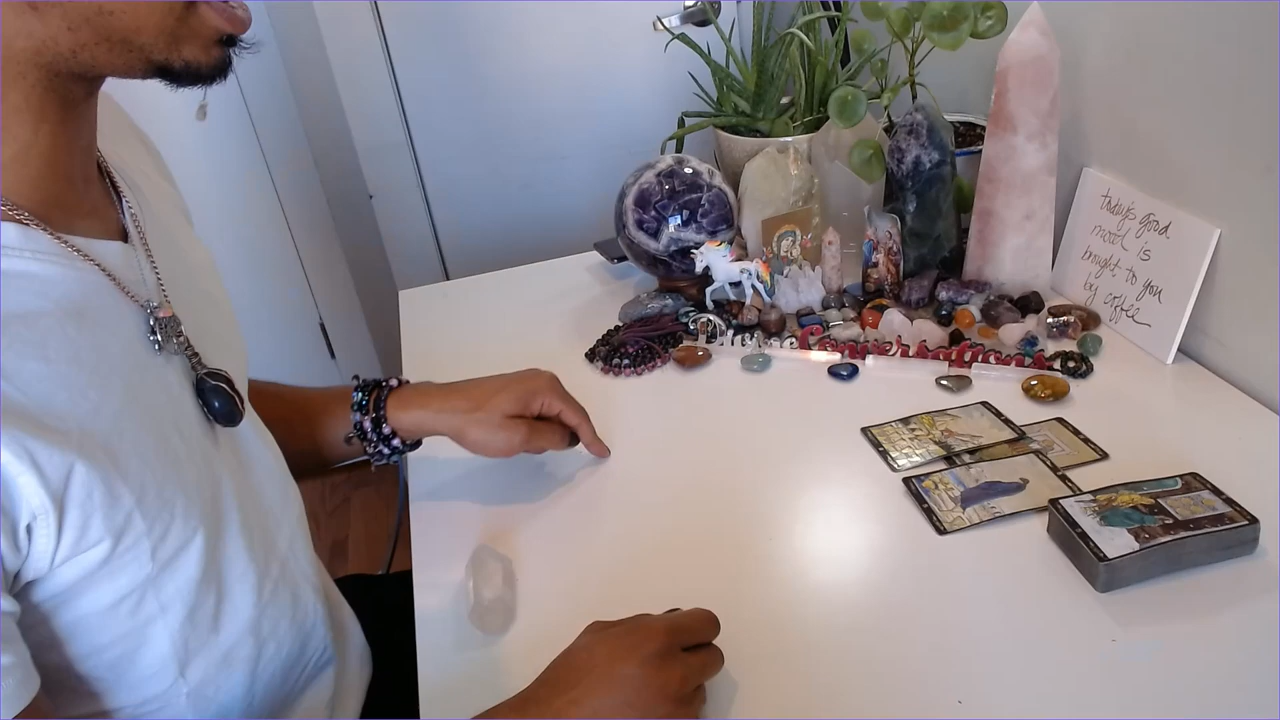 today's good
mood is
brought to you
by coffee
Divine Conversations